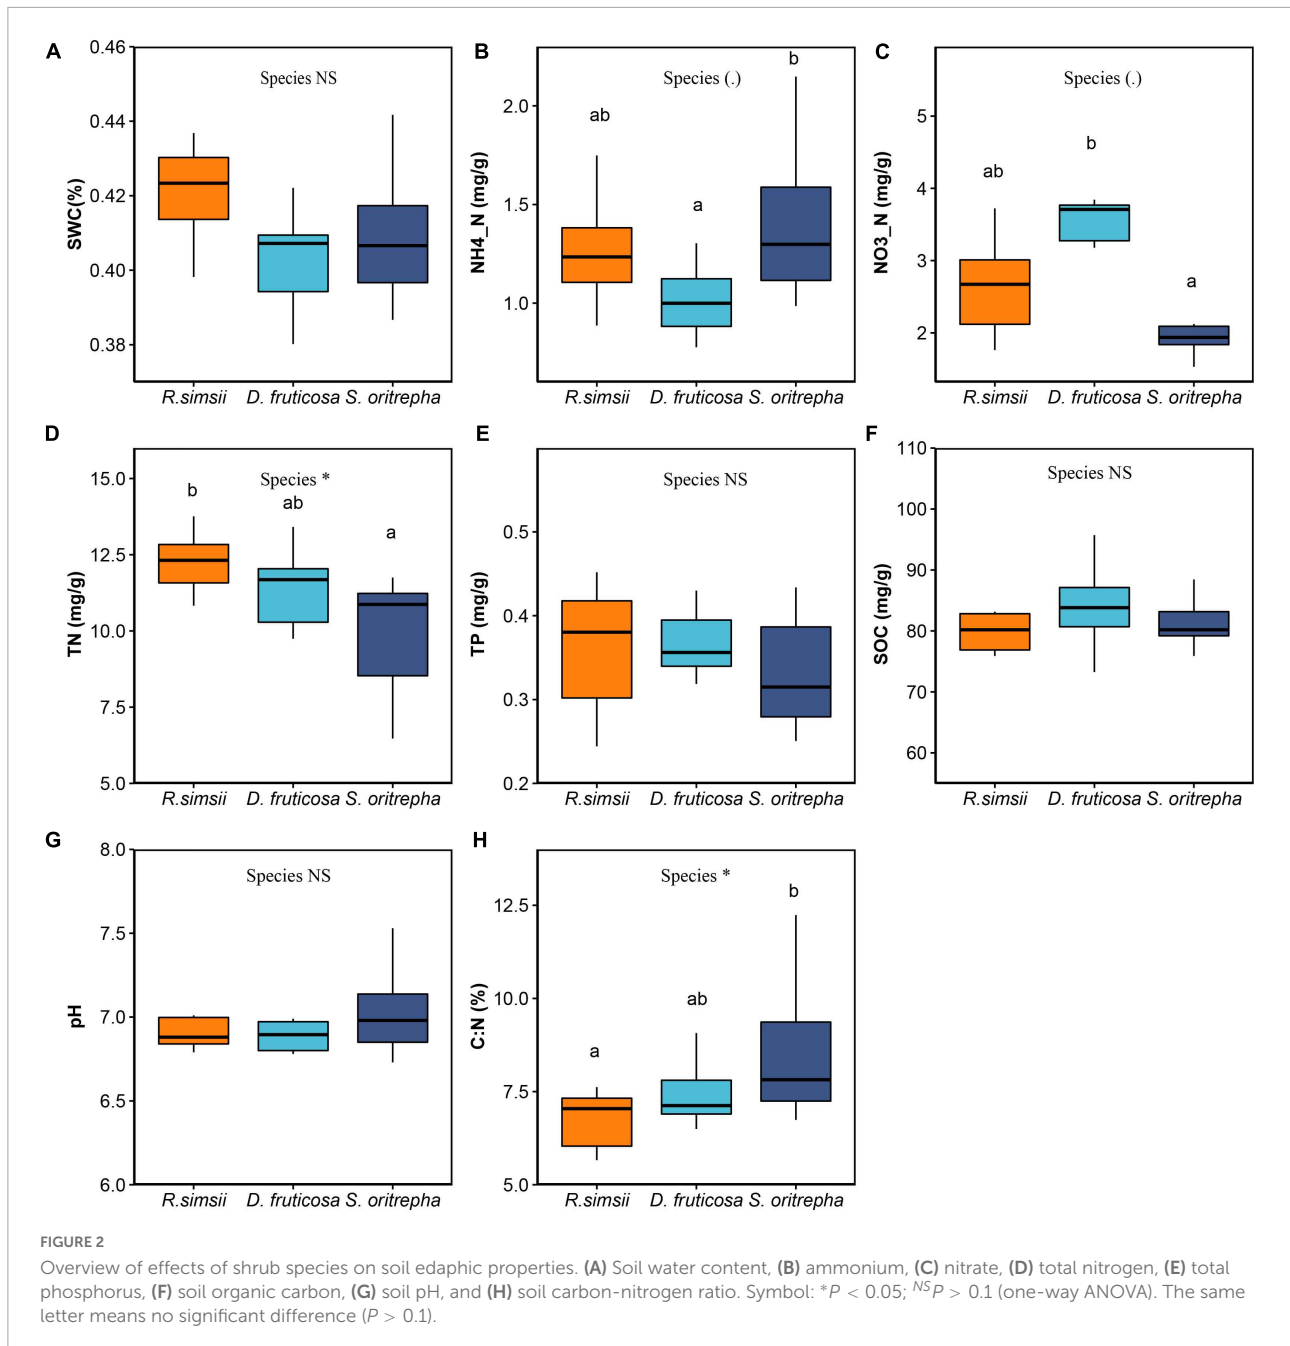 A
0.46
0.44
0.42
0.40
0.38
SWC(%)
Species NS
R.simsii D. fruticosa S. oritrepha
B
2.0
1.5
1.0
NH4_N (mg/g)
Species (.)
ab
a
b
R.simsii D. fruticosa S. oritrepha
C
5
4
3
2
NO3_N (mg/g)
Species (.)
ab
b
a
R.simsii D. fruticosa S. oritrepha
D
15.0
12.5
10.0
7.5
5.0
TN (mg/g)
Species *
b
ab
a
R.simsii D. fruticosa S. oritrepha
E
0.5
0.4
0.3
0.2
TP (mg/g)
Species NS
R.simsii D. fruticosa S. oritrepha
F
110
100
90
80
70
60
SOC (mg/g)
Species NS
R.simsii D. fruticosa S. oritrepha
G
8.0
7.5
7.0
6.5
6.0
pH
Species NS
R.simsii D. fruticosa S. oritrepha
H
12.5
10.0
7.5
5.0
C:N (%)
Species *
a
ab
b
R.simsii D. fruticosa S. oritrepha
FIGURE 2
Overview of effects of shrub species on soil edaphic properties. (A) Soil water content, (B) ammonium, (C) nitrate, (D) total nitrogen, (E) total
phosphorus, (F) soil organic carbon, (G) soil pH, and (H) soil carbon-nitrogen ratio. Symbol: *P < 0.05; NSP > 0.1 (one-way ANOVA). The same
letter means no significant difference (P > 0.1).